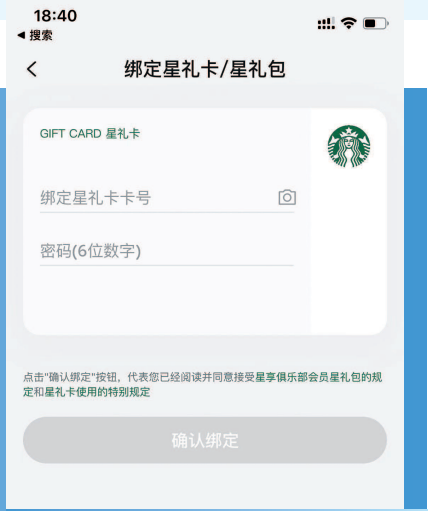 18:40
◀ 搜索
绑定星礼卡/星礼包
GIFT CARD 星礼卡
绑定星礼卡卡号
密码(6位数字)
点击"确认绑定"按钮，代表您已经阅读并同意接受星享俱乐部会员星礼包的规
定和星礼卡使用的特别规定
确认绑定